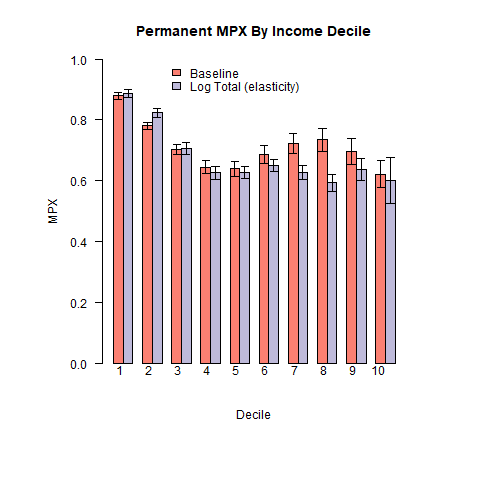 Permanent MPX By Income Decile
Baseline
Log Total (elasticity)
MPX
1.0
0.8
0.6
0.4
0.2
0.0
1 2 3 4 5 6 7 8 9 10
Decile